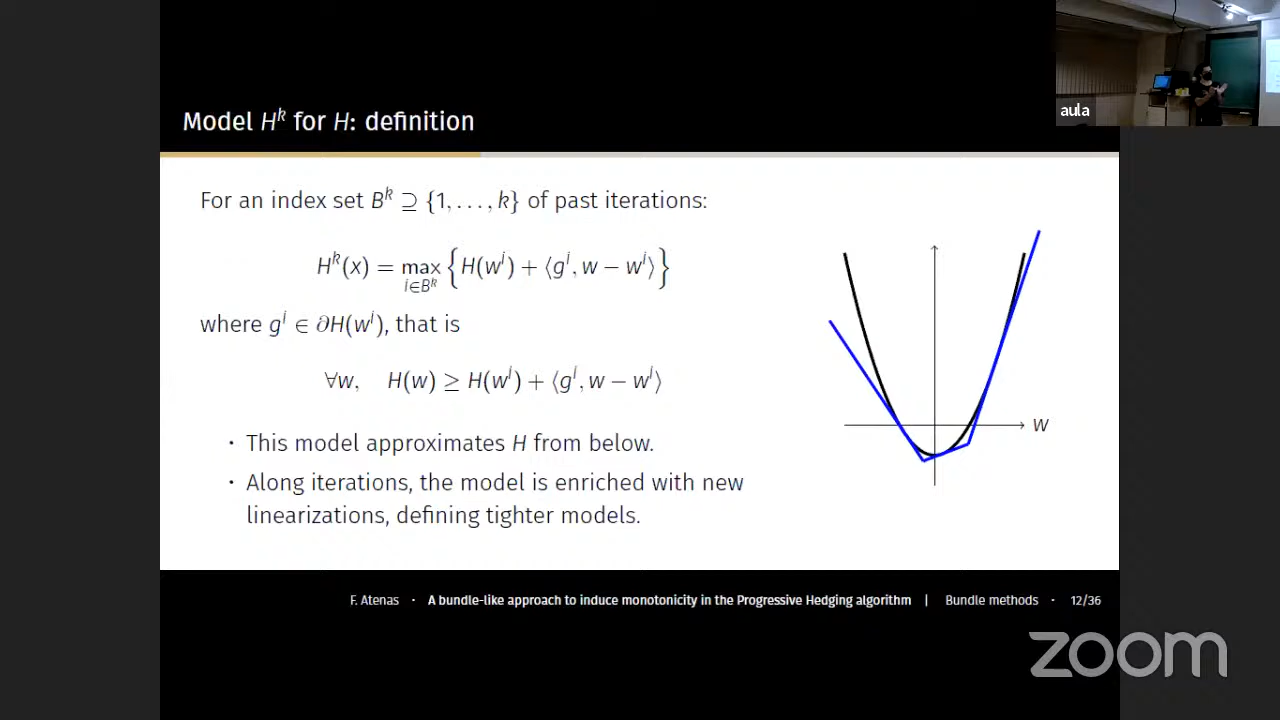 aula
Model H^k for H: definition
For an index set B^k ⊇ {1, . . . , k} of past iterations:
H^k(x) = max_{i∈B^k} {H(w^i) + ⟨g^i, w − w^i⟩}
where g^i ∈ ∂H(w^i), that is
∀w, H(w) ≥ H(w^i) + ⟨g^i, w − w^i⟩
· This model approximates H from below.
· Along iterations, the model is enriched with new
linearizations, defining tighter models.
w
F. Atenas · A bundle-like approach to induce monotonicity in the Progressive Hedging algorithm | Bundle methods · 12/36
zoom